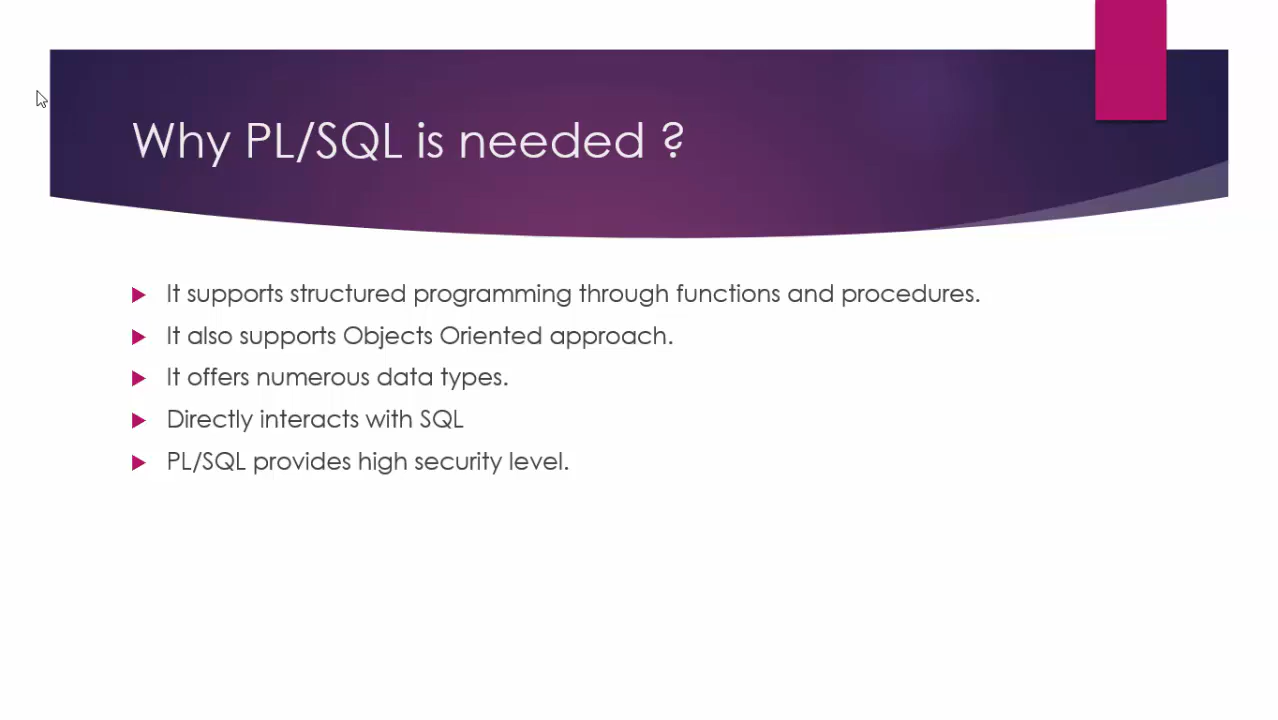 Why PL/SQL is needed ?
It supports structured programming through functions and procedures.
It also supports Objects Oriented approach.
It offers numerous data types.
Directly interacts with SQL
PL/SQL provides high security level.